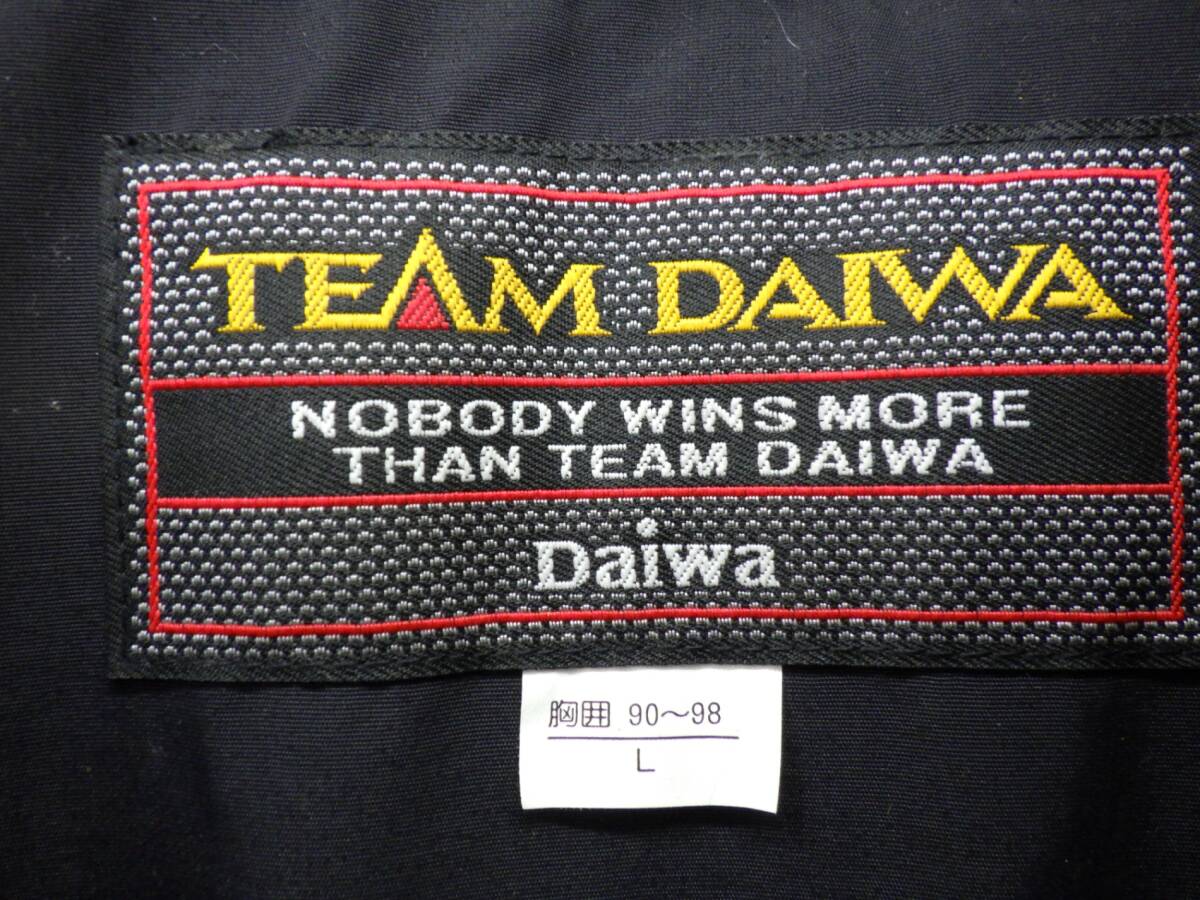 TEAM DAIWA
NOBODY WINS MORE
THAN TEAM DAIWA
Daiwa
胸囲 90～98
L